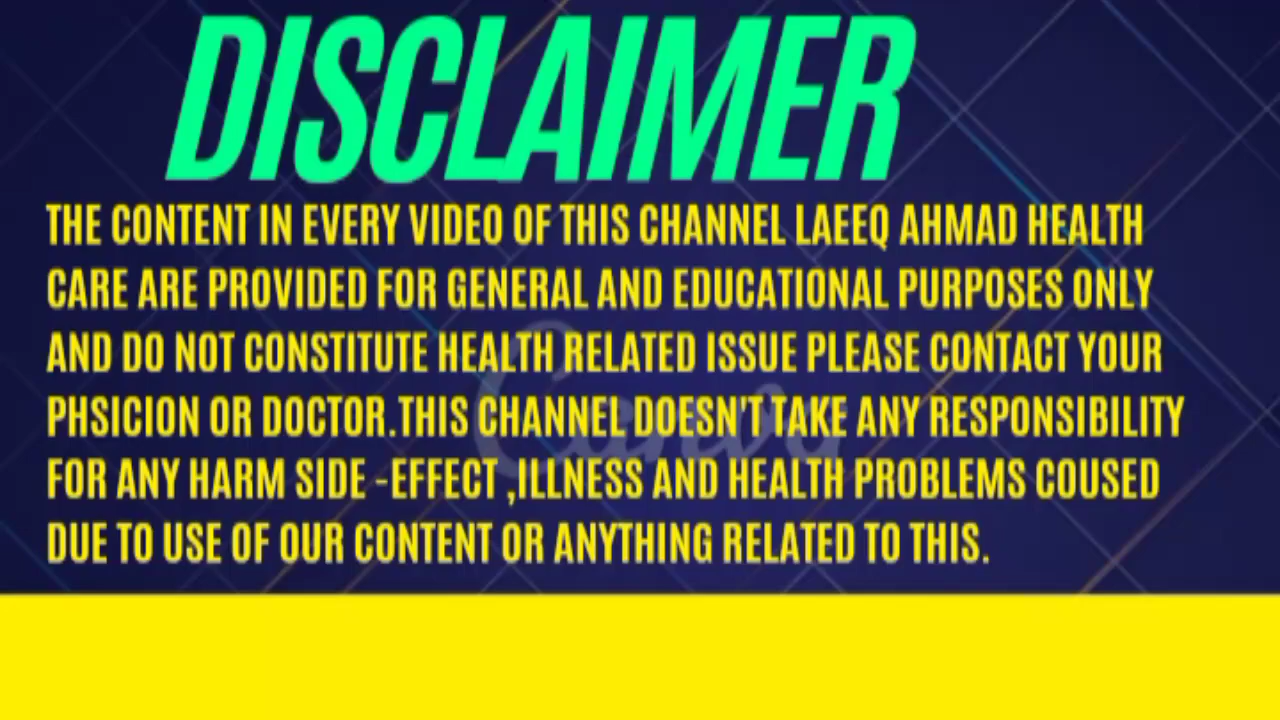 DISCLAIMER
THE CONTENT IN EVERY VIDEO OF THIS CHANNEL LAEEQ AHMAD HEALTH
CARE ARE PROVIDED FOR GENERAL AND EDUCATIONAL PURPOSES ONLY
AND DO NOT CONSTITUTE HEALTH RELATED ISSUE PLEASE CONTACT YOUR
PHSICION OR DOCTOR.THIS CHANNEL DOESN'T TAKE ANY RESPONSIBILITY
FOR ANY HARM SIDE -EFFECT ,ILLNESS AND HEALTH PROBLEMS COUSED
DUE TO USE OF OUR CONTENT OR ANYTHING RELATED TO THIS.
Canva